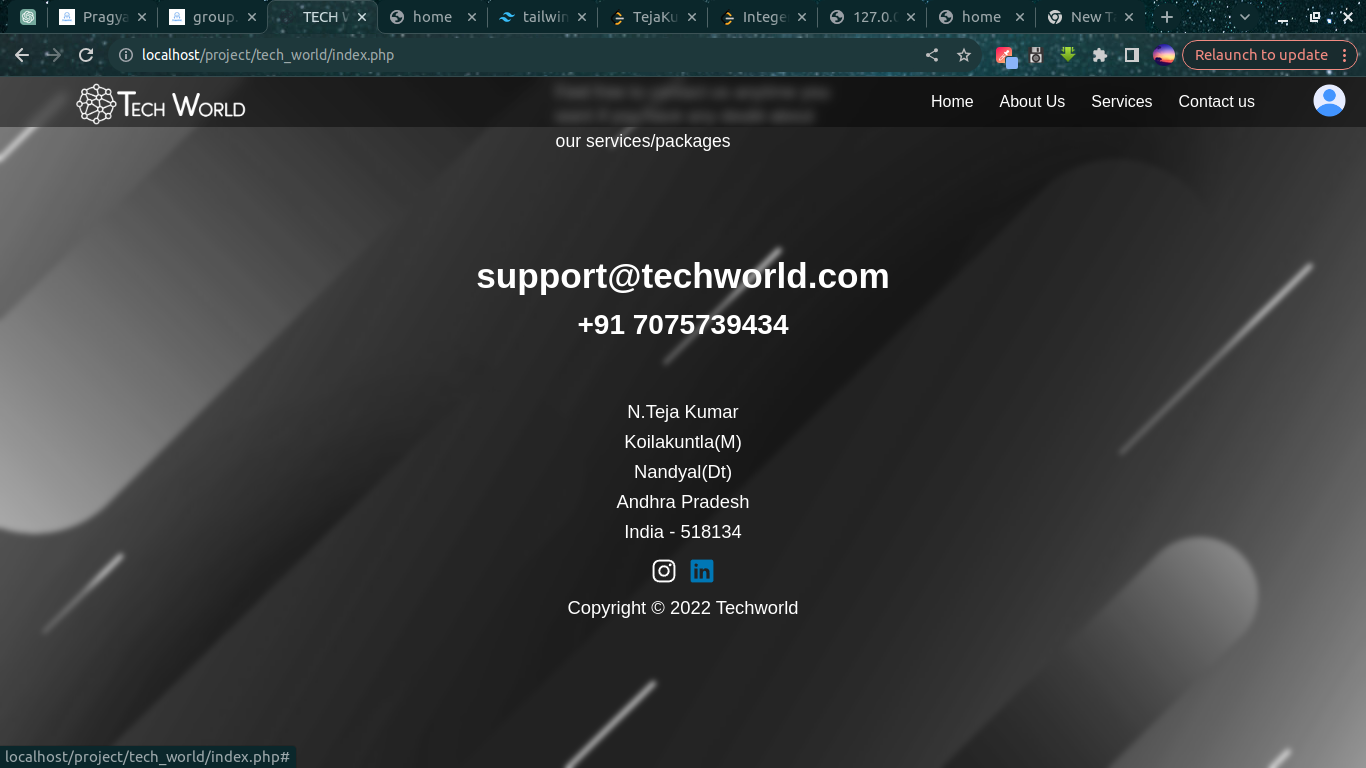 Pragya
group.
TECH W
home
tailwin
TejaKu
Intege
127.0.0
home
New Ta
localhost/project/tech_world/index.php
Relaunch to update
TECH WORLD
Home
About Us
Services
Contact us
our services/packages
support@techworld.com
+91 7075739434
N.Teja Kumar
Koilakuntla(M)
Nandyal(Dt)
Andhra Pradesh
India - 518134
Copyright © 2022 Techworld
localhost/project/tech_world/index.php#